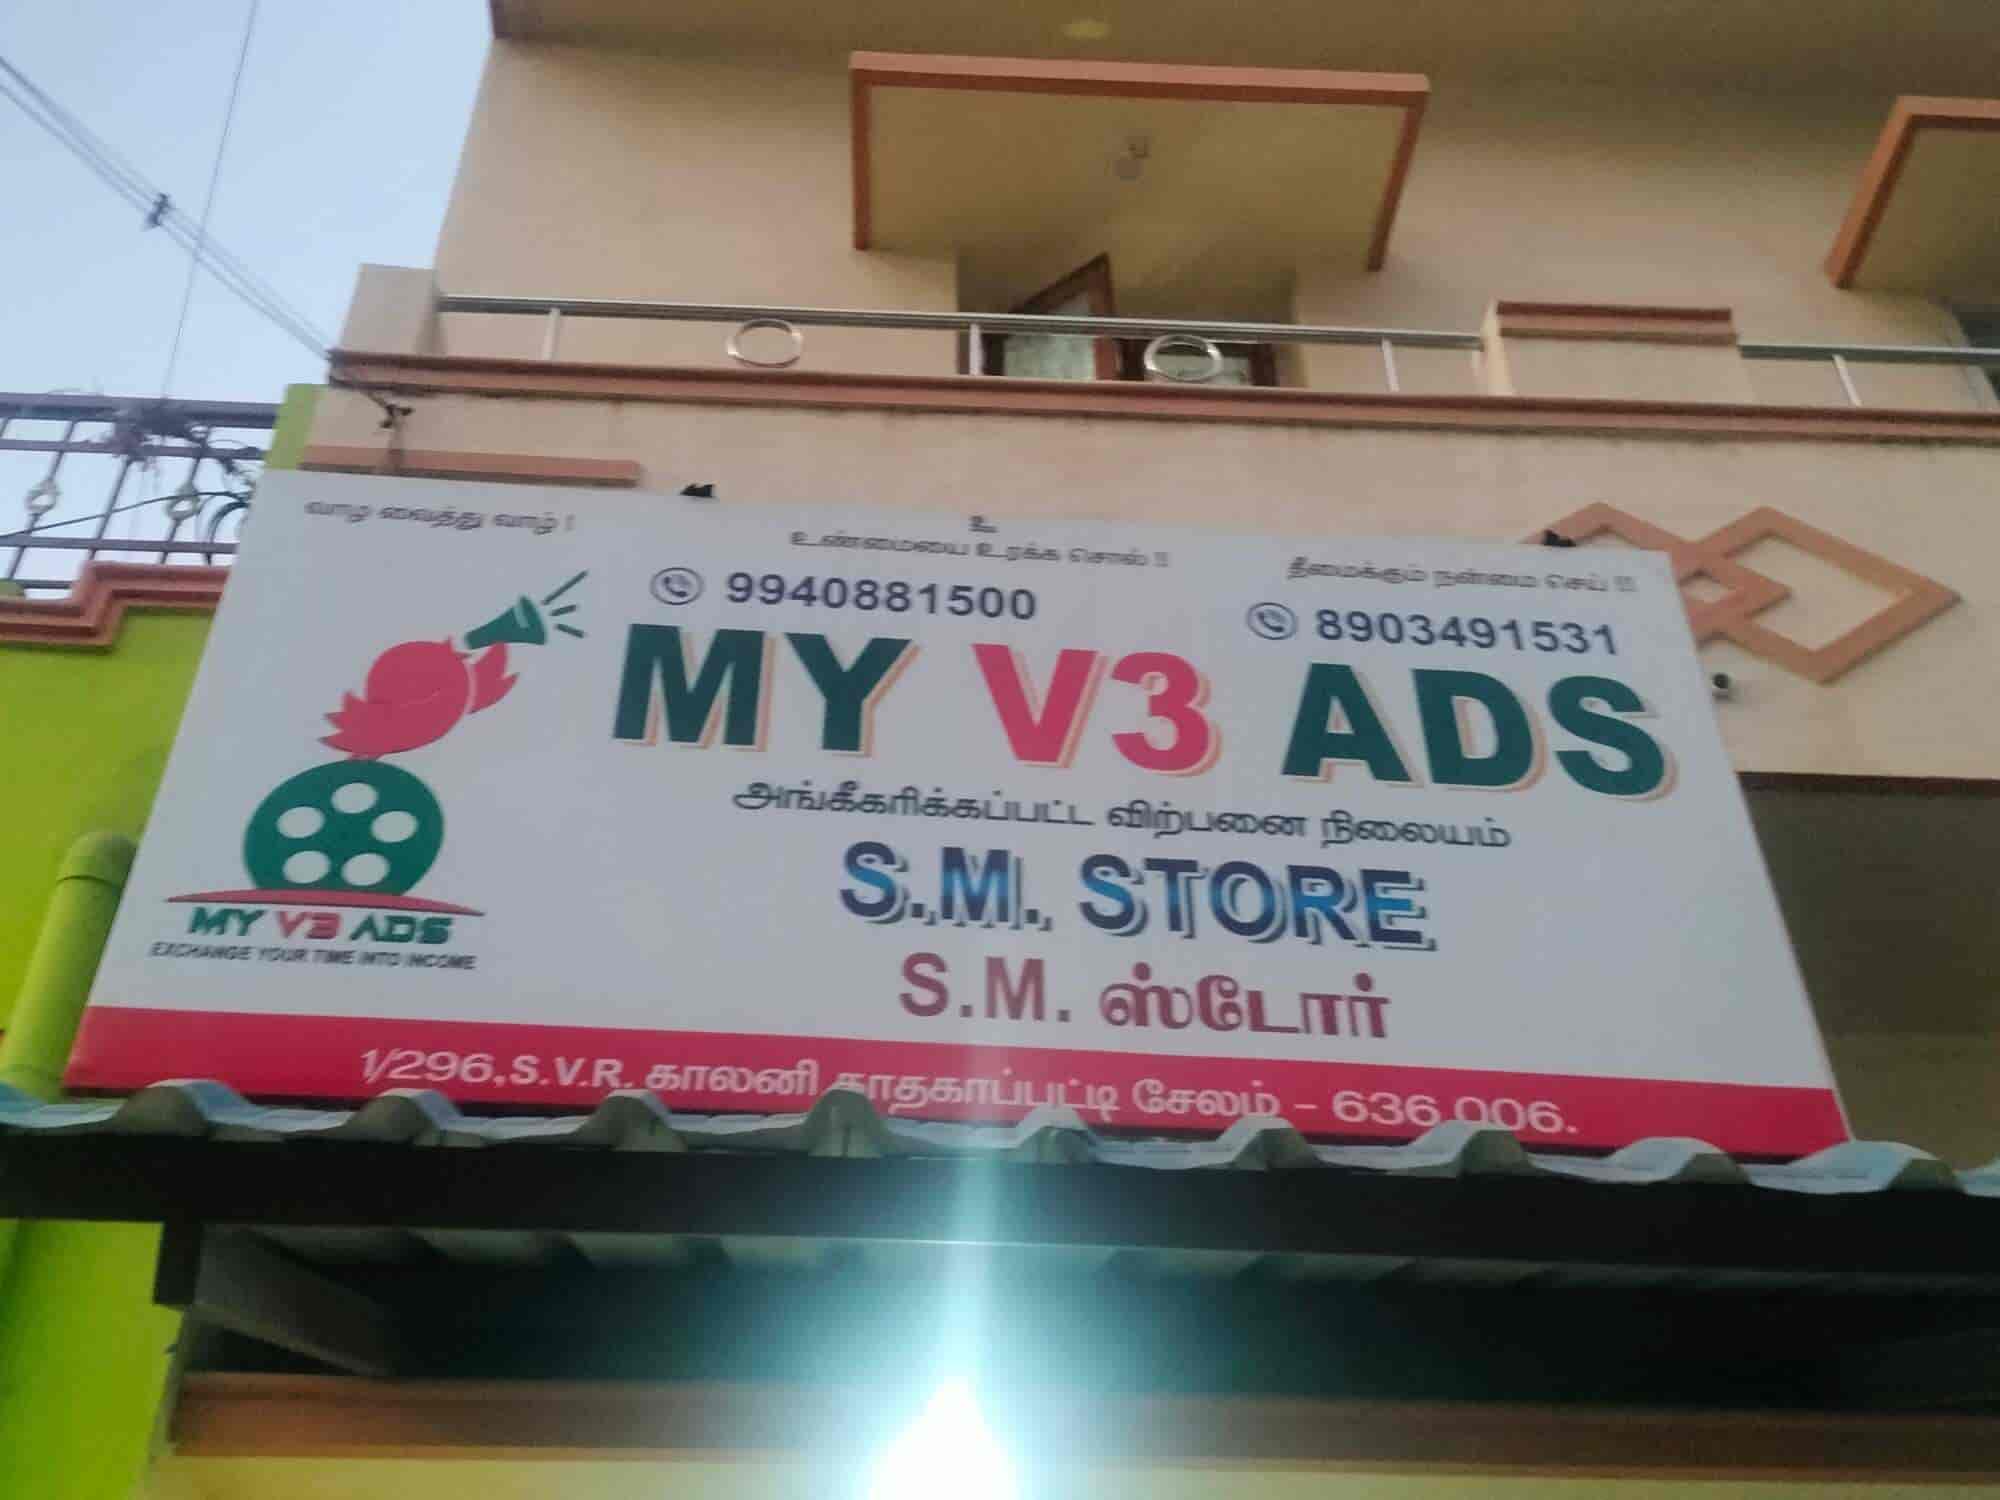 உ
வாழ வைத்து வாழ் ! உண்மையை உரக்க சொல் !! தீமைக்கும் நன்மை செய் !!!
9940881500 8903491531
MY V3 ADS
அங்கீகரிக்கப்பட்ட விற்பனை நிலையம்
S.M. STORE
S.M. ஸ்டோர்
MY V3 ADS
EXCHANGE YOUR TIME INTO INCOME
1/296,S.V.R. காலனி தாதகாப்பட்டி சேலம் - 636 006.